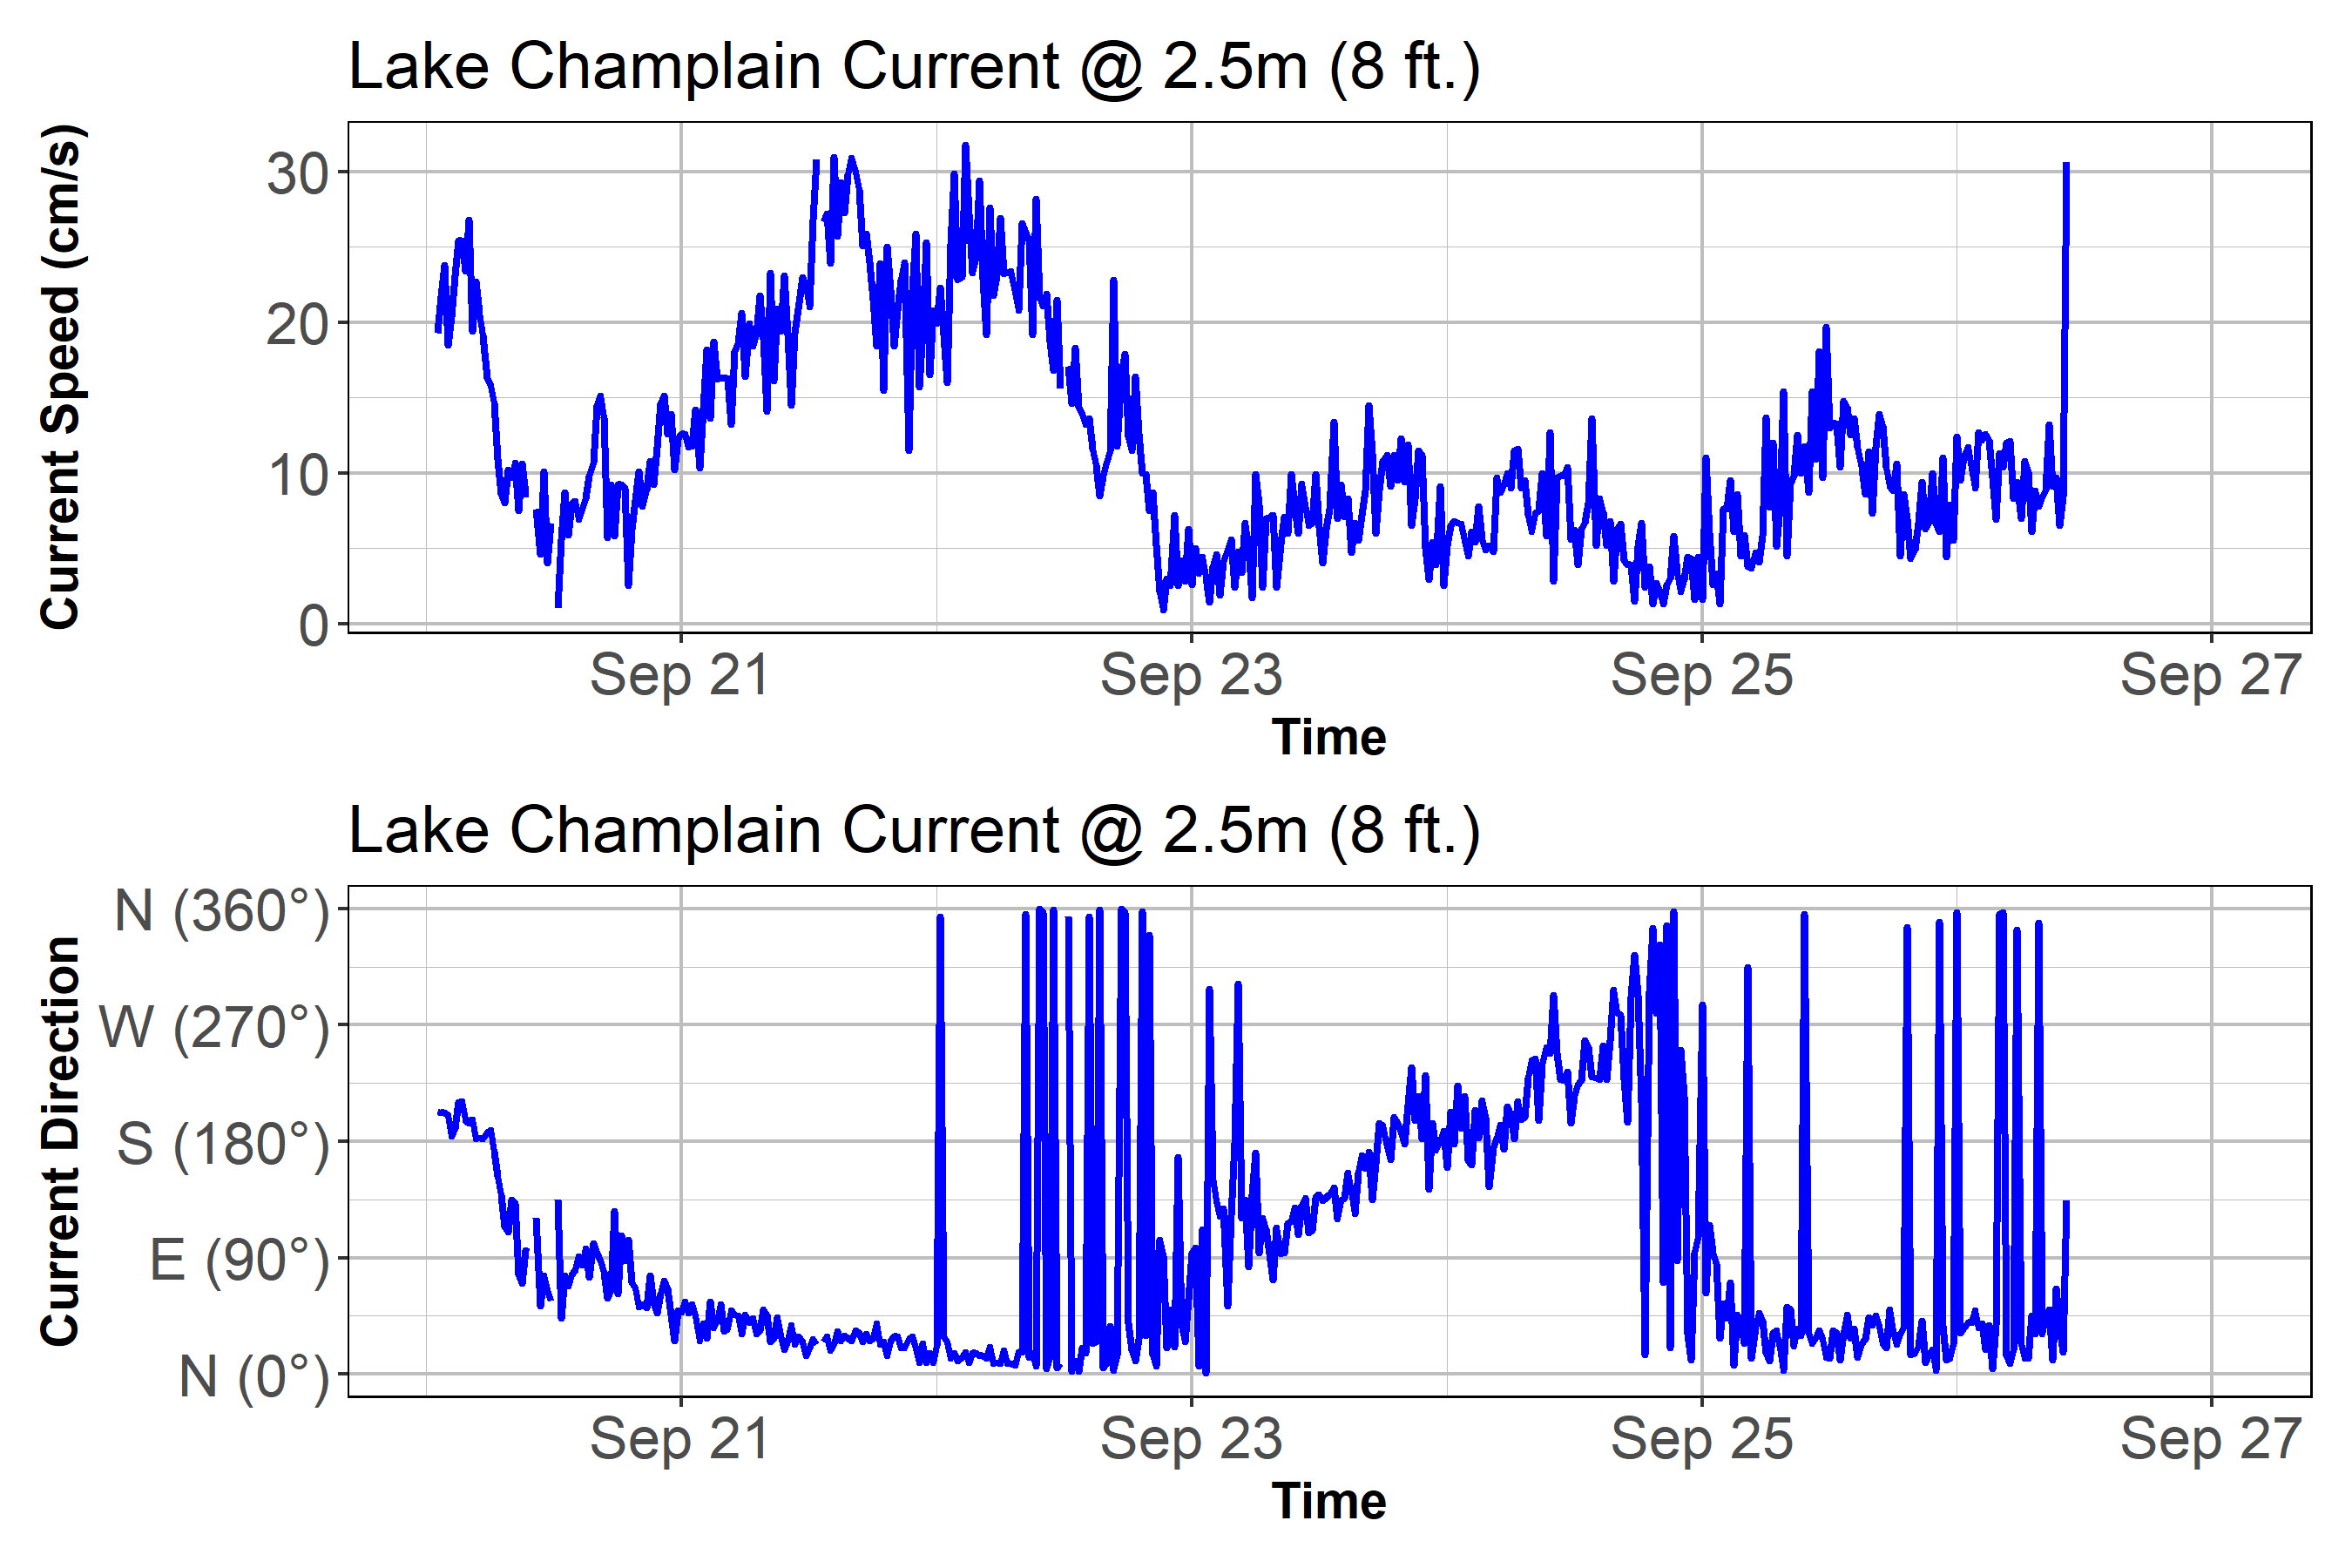 Lake Champlain Current @ 2.5m (8 ft.)
Current Speed (cm/s)
30
20
10
0
Sep 21 Sep 23 Sep 25 Sep 27
Time
Lake Champlain Current @ 2.5m (8 ft.)
Current Direction
N (360°)
W (270°)
S (180°)
E (90°)
N (0°)
Sep 21 Sep 23 Sep 25 Sep 27
Time